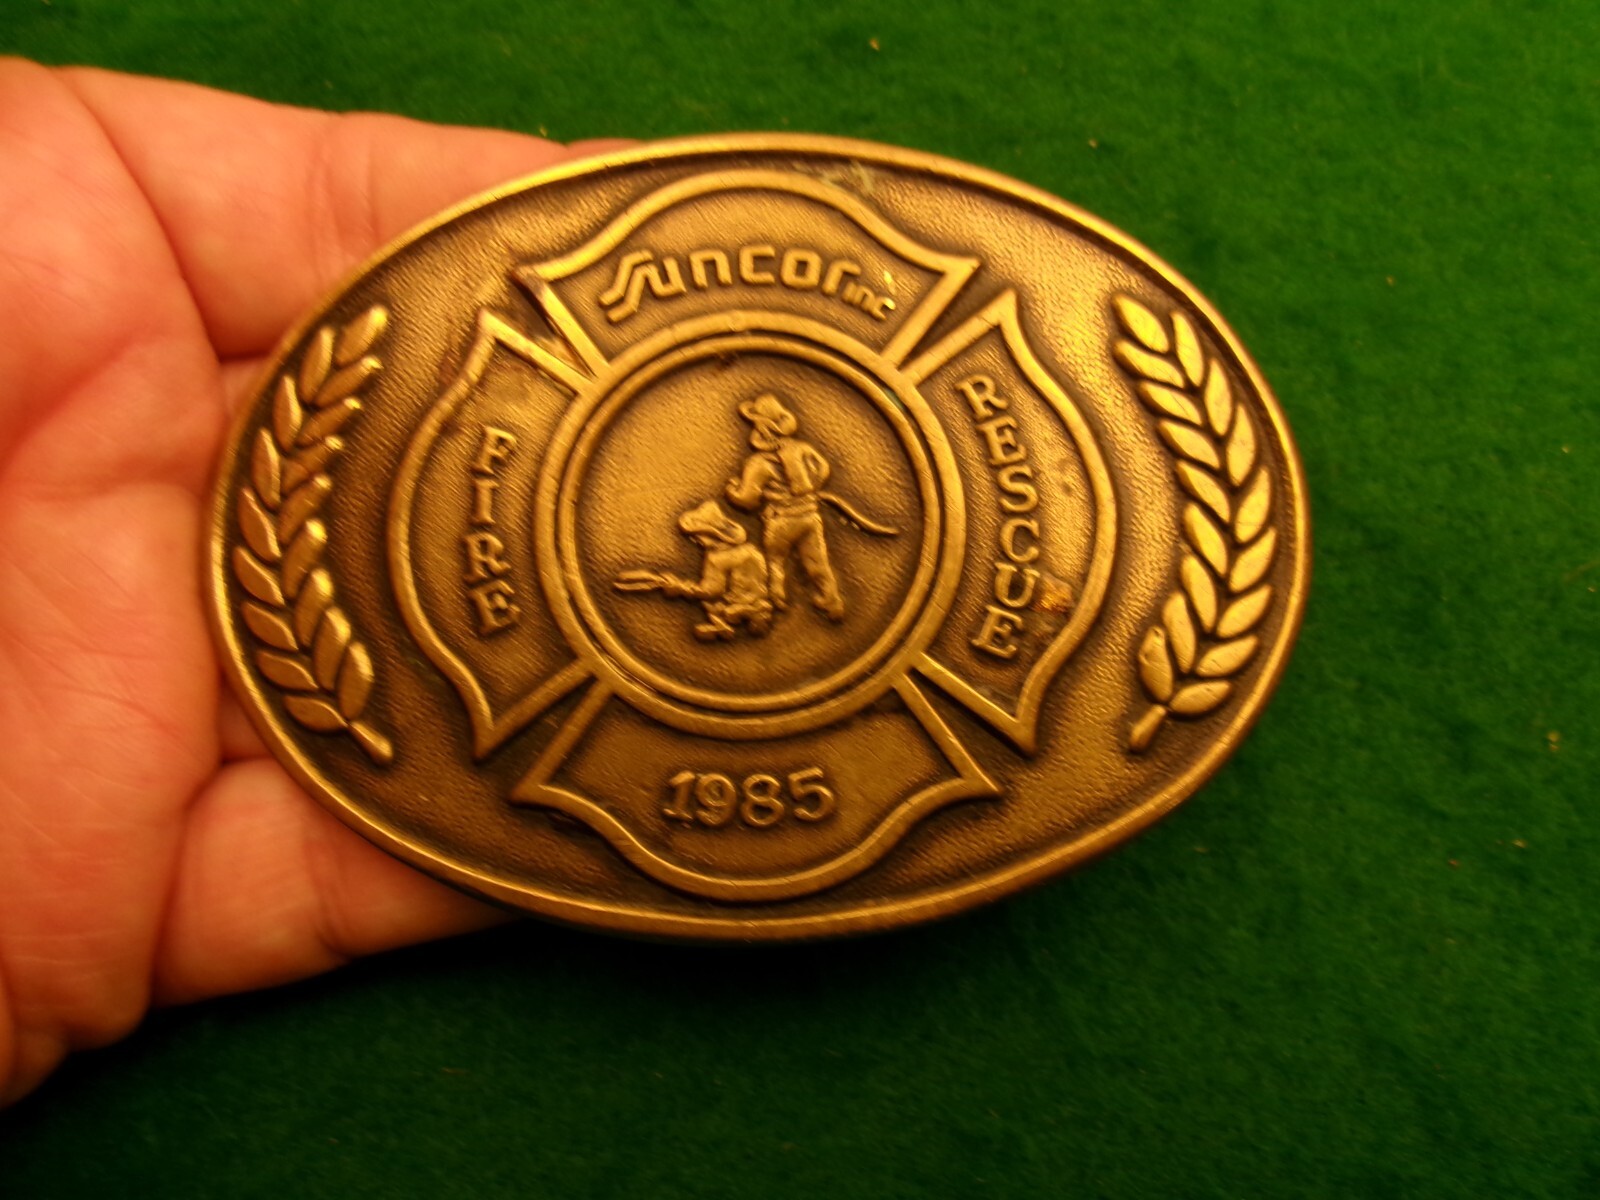 Suncor inc
FIRE
RESCUE
1985